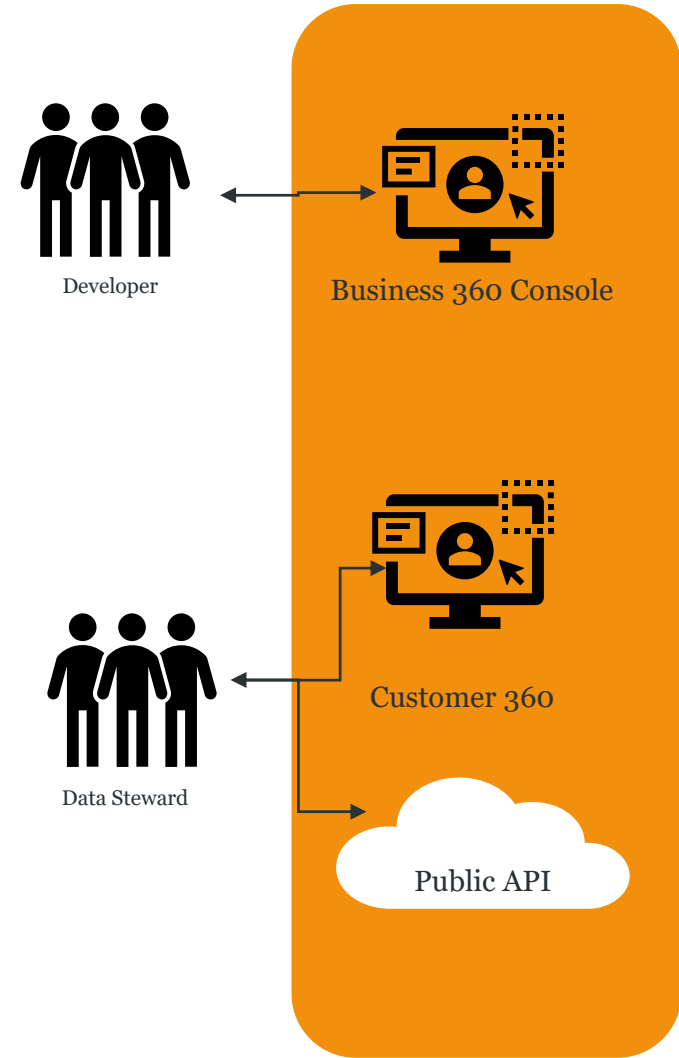 Developer
Business 360 Console
Customer 360
Data Steward
Public API